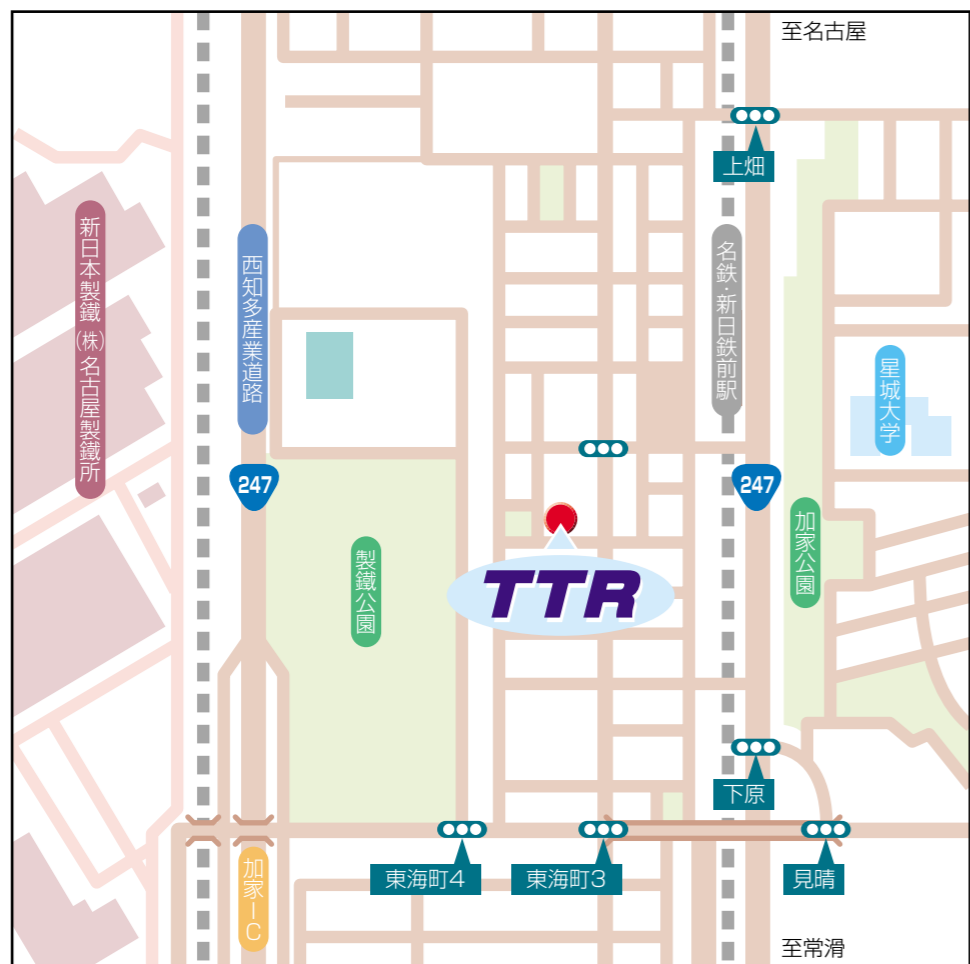 至名古屋
上畑
新日本製鐵(株)名古屋製鐵所
西知多産業道路
名鉄・新日鉄前駅
星城大学
247
247
加家公園
製鐵公園
TTR
下原
東海町4
東海町3
見晴
加家IC
至常滑